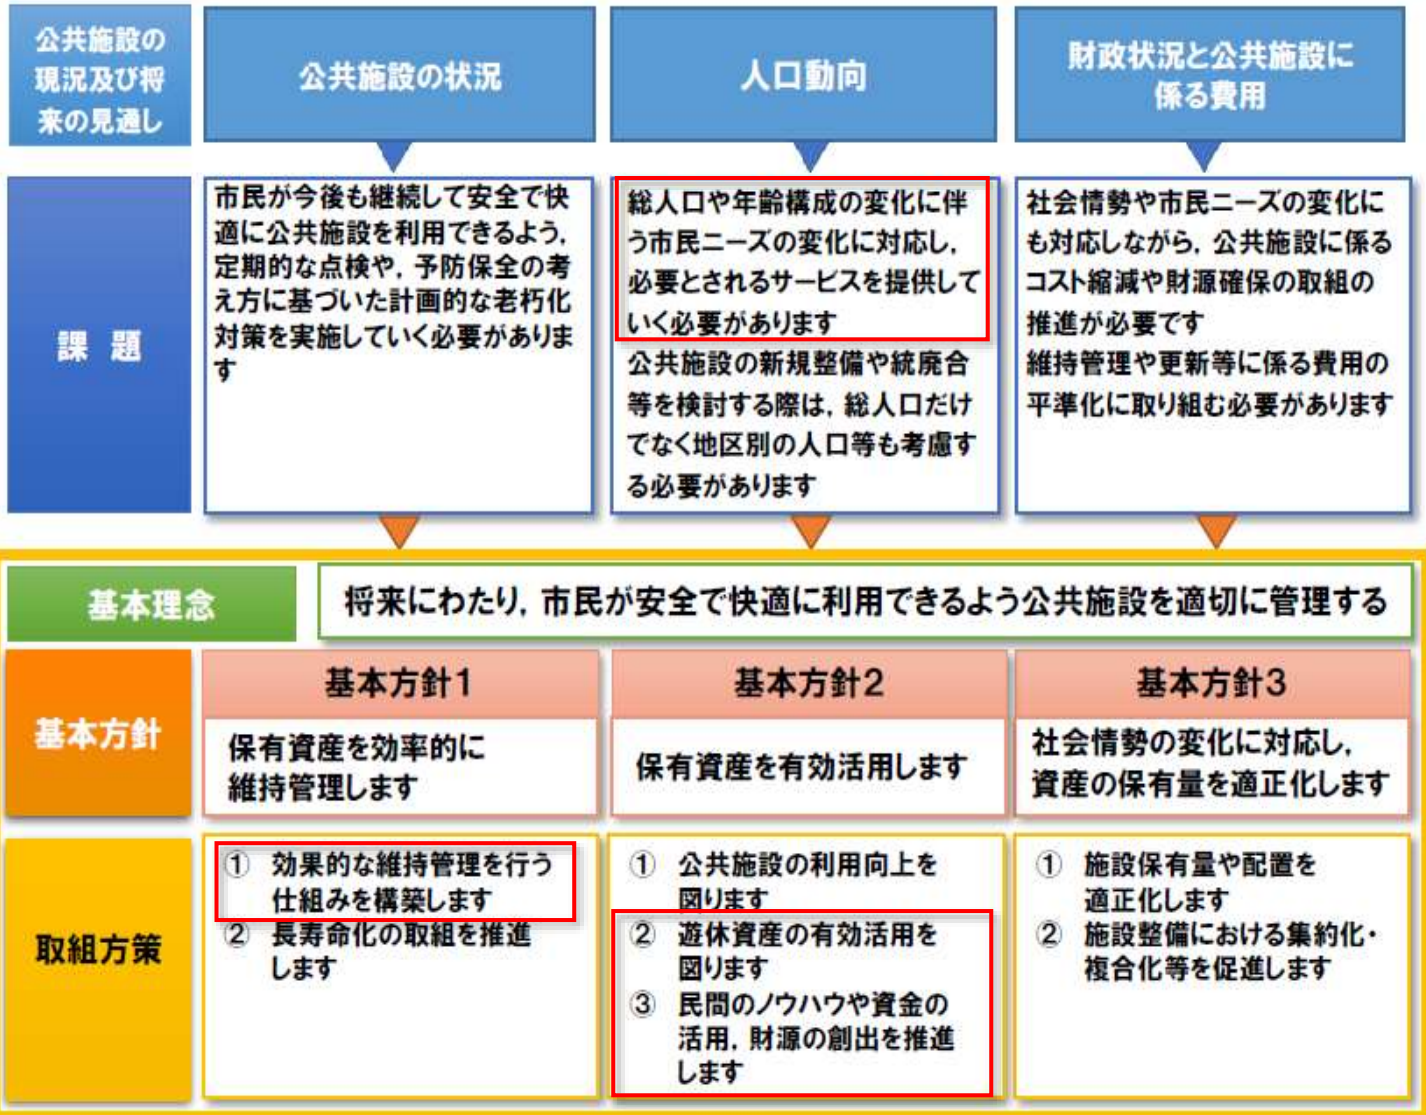 公共施設の
現況及び将
来の見通し
公共施設の状況
人口動向
財政状況と公共施設に
係る費用
課 題
市民が今後も継続して安全で快
適に公共施設を利用できるよう,
定期的な点検や, 予防保全の考
え方に基づいた計画的な老朽化
対策を実施していく必要がありま
す
総人口や年齢構成の変化に伴
う市民ニーズの変化に対応し,
必要とされるサービスを提供して
いく必要があります
公共施設の新規整備や統廃合
等を検討する際は, 総人口だけ
でなく地区別の人口等も考慮す
る必要があります
社会情勢や市民ニーズの変化に
も対応しながら, 公共施設に係る
コスト縮減や財源確保の取組の
推進が必要です
維持管理や更新等に係る費用の
平準化に取り組む必要があります
基本理念
将来にわたり, 市民が安全で快適に利用できるよう公共施設を適切に管理する
基本方針
基本方針1
保有資産を効率的に
維持管理します
基本方針2
保有資産を有効活用します
基本方針3
社会情勢の変化に対応し,
資産の保有量を適正化します
取組方策
① 効果的な維持管理を行う
仕組みを構築します
② 長寿命化の取組を推進
します
① 公共施設の利用向上を
図ります
② 遊休資産の有効活用を
図ります
③ 民間のノウハウや資金の
活用, 財源の創出を推進
します
① 施設保有量や配置を
適正化します
② 施設整備における集約化・
複合化等を促進します